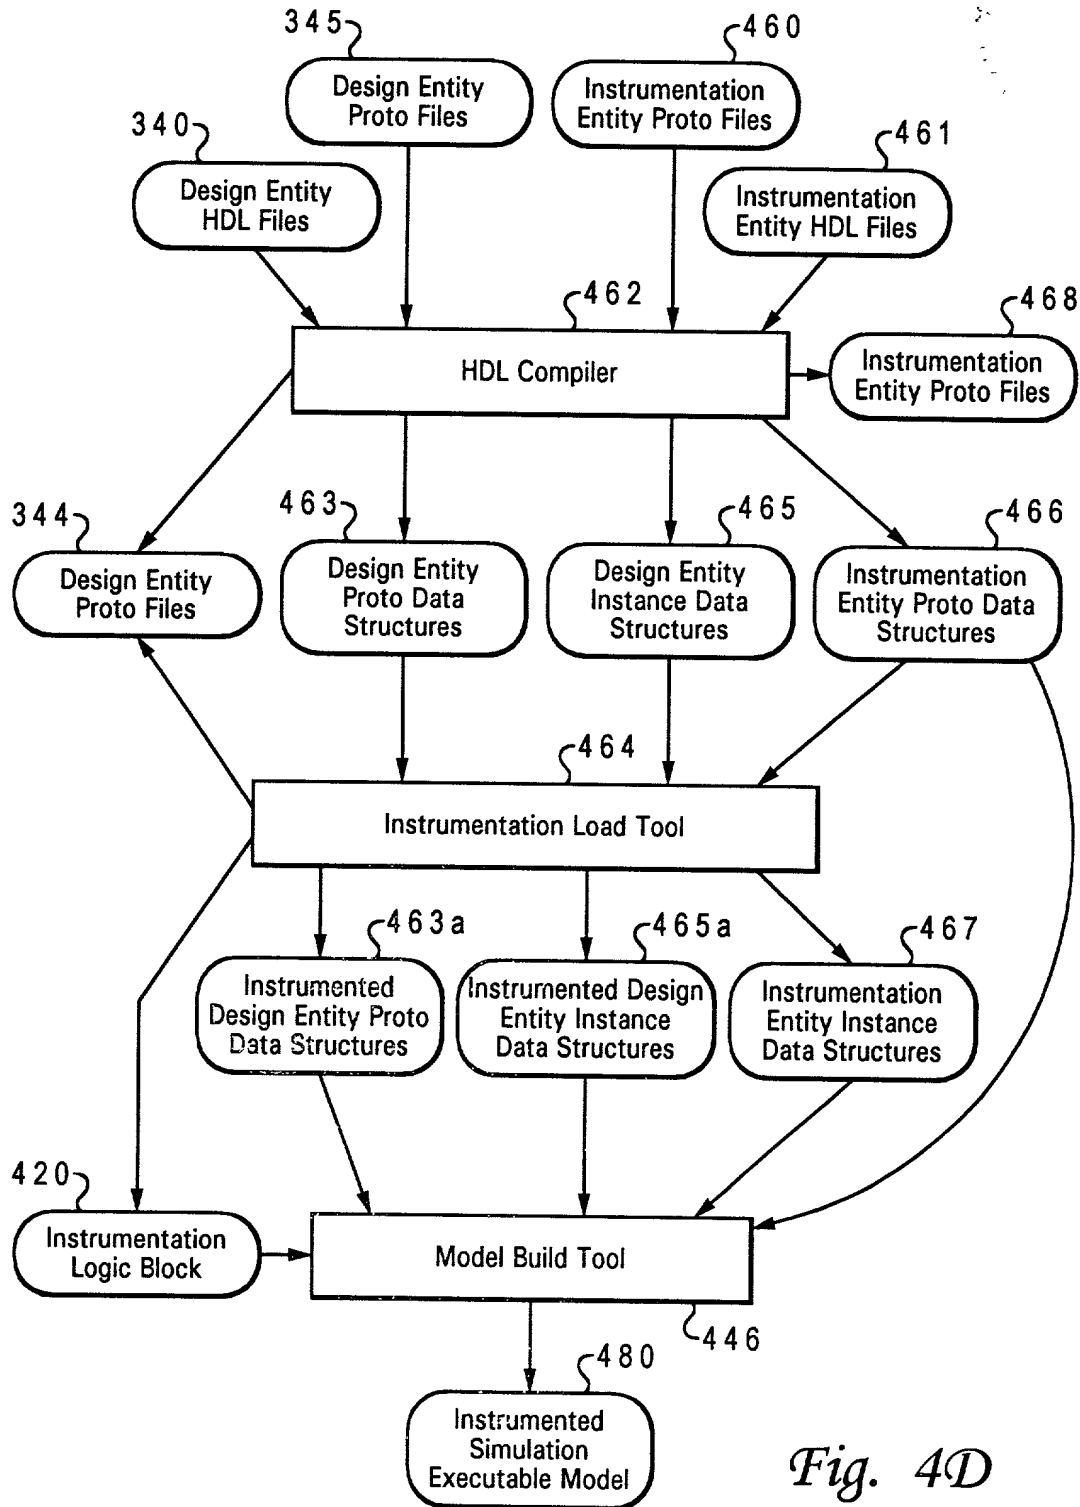 345
460
Design Entity
Proto Files
Instrumentation
Entity Proto Files
340
461
Design Entity
HDL Files
Instrumentation
Entity HDL Files
462
468
HDL Compiler
Instrumentation
Entity Proto Files
344
463
465
466
Design Entity
Proto Files
Design Entity
Proto Data
Structures
Design Entity
Instance Data
Structures
Instrumentation
Entity Proto Data
Structures
464
Instrumentation Load Tool
463a
465a
467
Instrumented
Design Entity Proto
Data Structures
Instrumented Design
Entity Instance
Data Structures
Instrumentation
Entity Instance
Data Structures
420
Instrumentation
Logic Block
Model Build Tool
446
480
Instrumented
Simulation
Executable Model
Fig. 4D